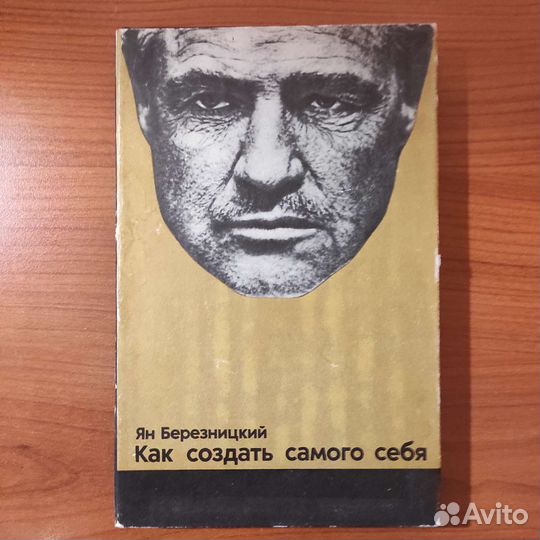 Ян Березницкий
Как создать самого себя
Avito